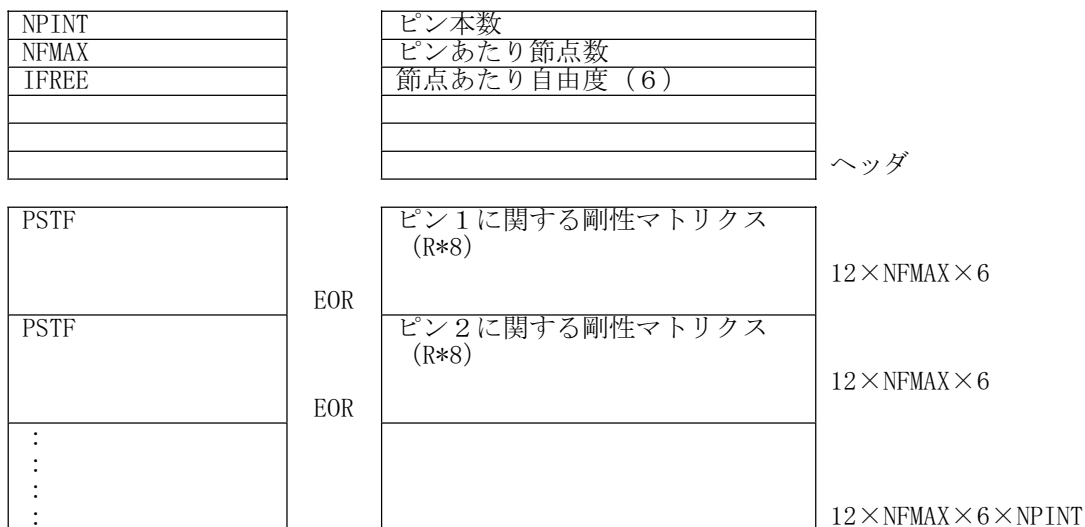 NPINT ピン本数
NFMAX ピンあたり節点数
IFREE 節点あたり自由度（６）
ヘッダ
PSTF ピン１に関する剛性マトリクス
(R*8)
12×NFMAX×6
EOR
PSTF ピン２に関する剛性マトリクス
(R*8)
12×NFMAX×6
EOR
：
：
：
： 12×NFMAX×6×NPINT